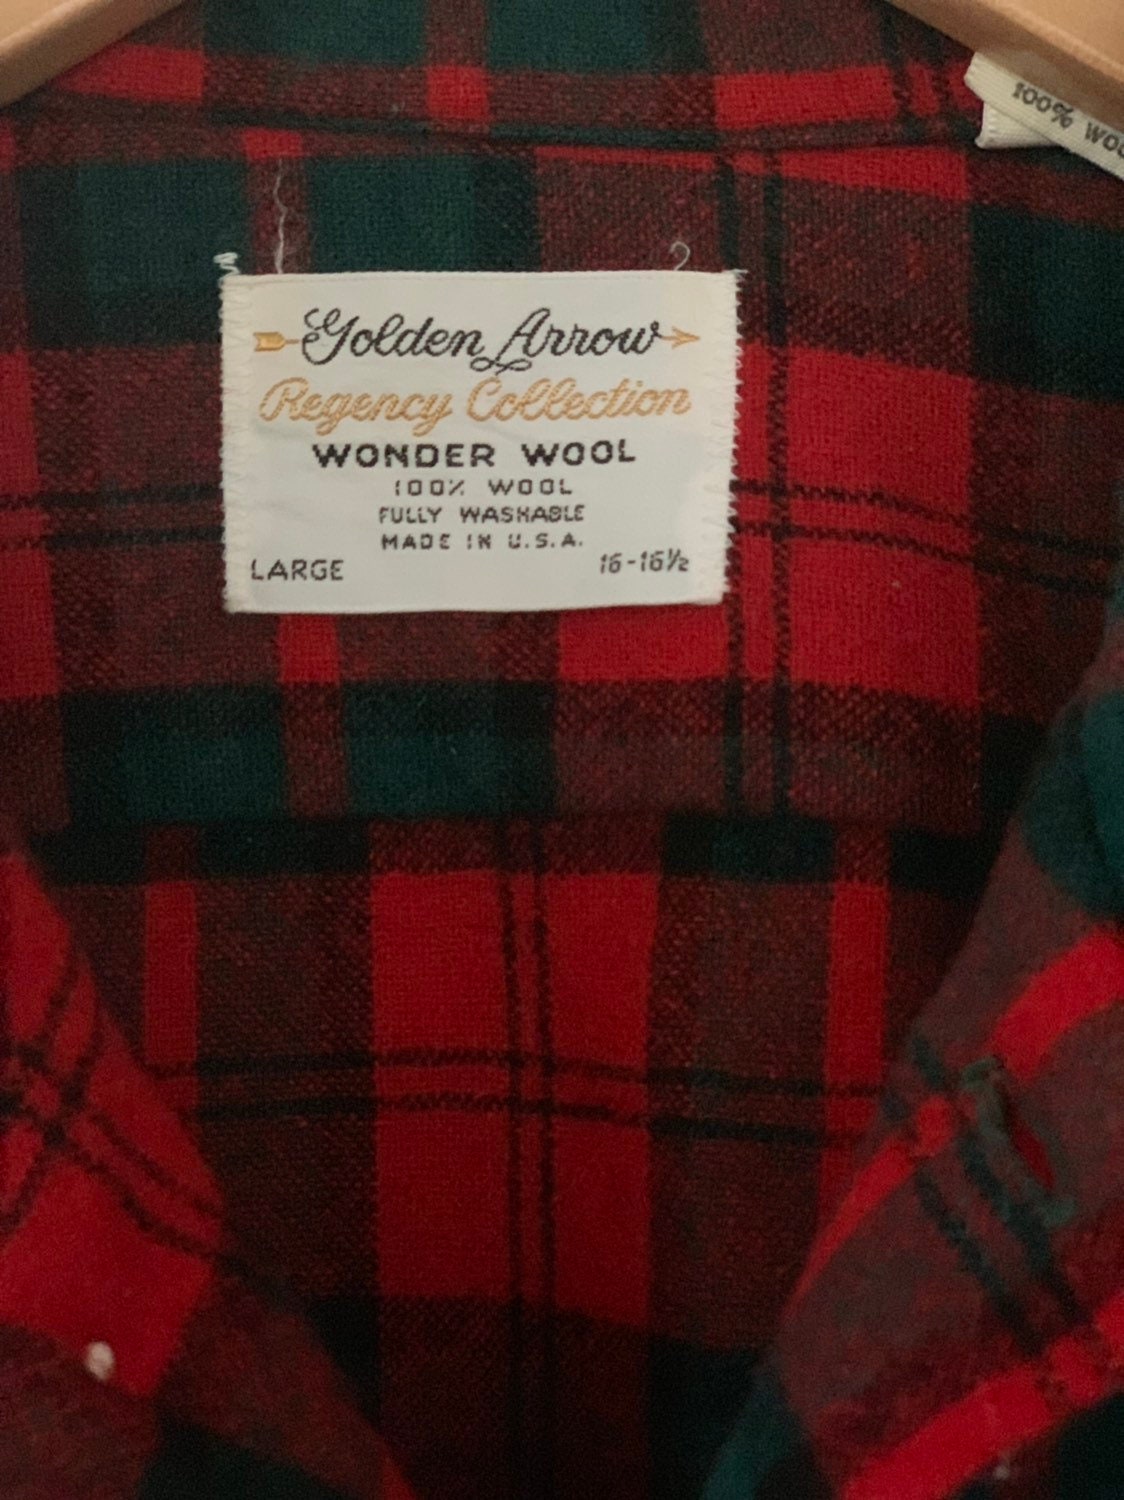 100% WOO
Golden Arrow
Regency Collection
WONDER WOOL
100% WOOL
FULLY WASHABLE
MADE IN U.S.A.
LARGE 16-16½